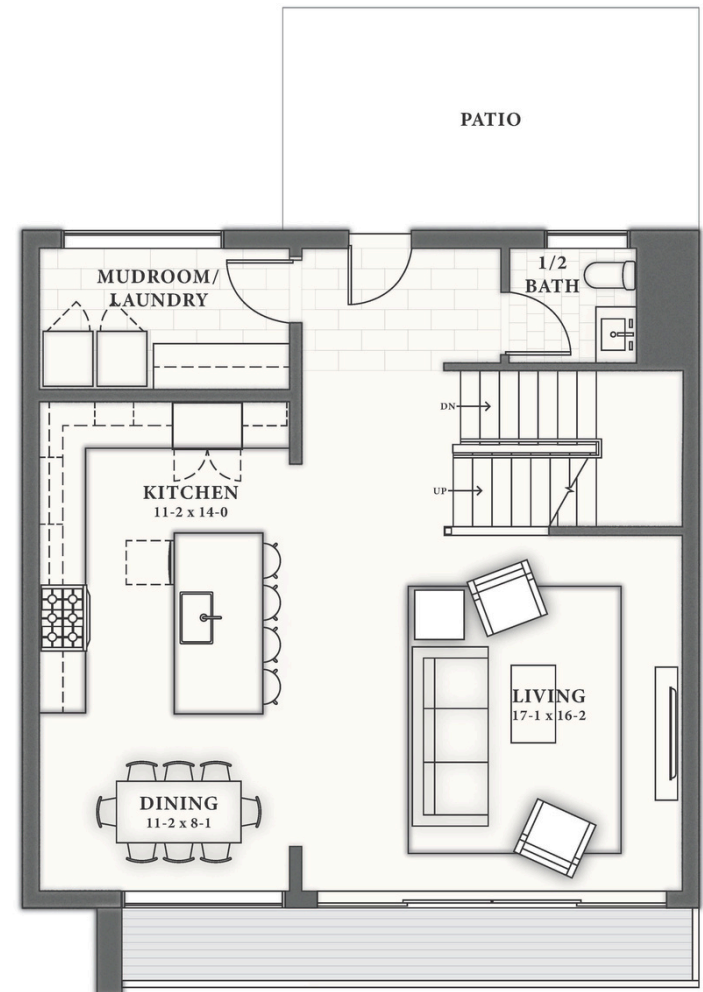 PATIO
MUDROOM/
LAUNDRY
1/2
BATH
DN
UP
KITCHEN
11-2 x 14-0
LIVING
17-1 x 16-2
DINING
11-2 x 8-1